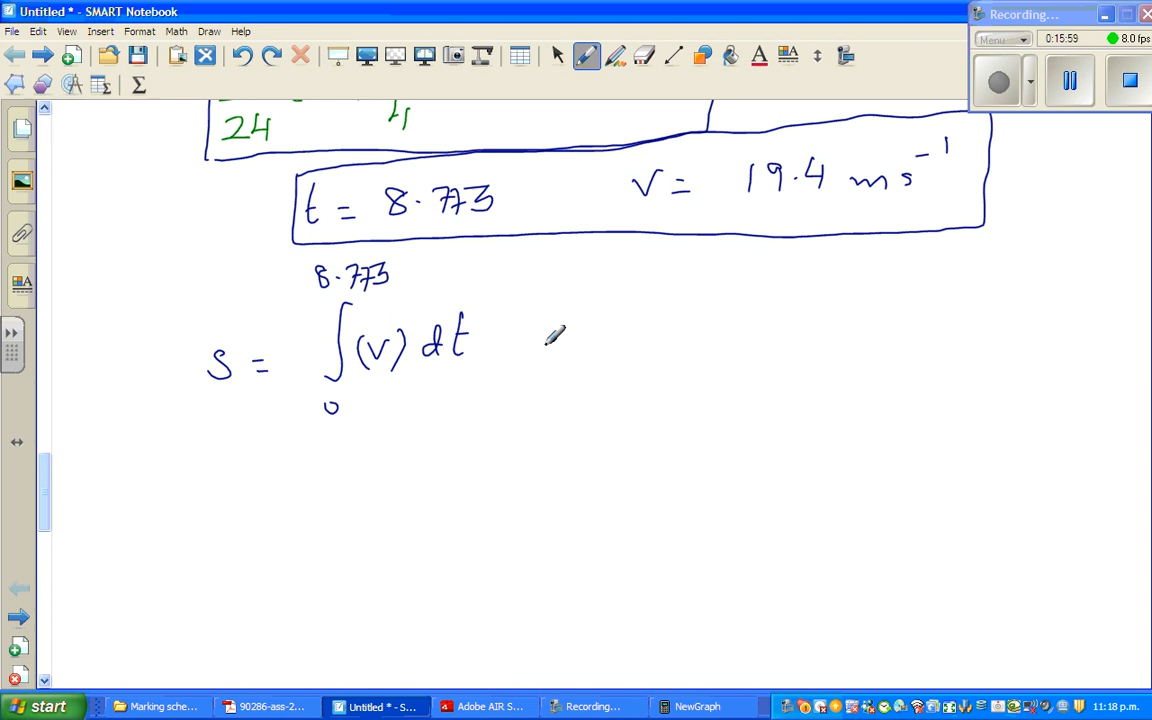 Untitled * - SMART Notebook
Recording...
File Edit View Insert Format Math Draw Help
Menu 0:15:59 8.0 fps
24 4
t = 8.773 v = 19.4 ms⁻¹
8.773
s = ∫(v) dt
0
start Marking sche... 90286-ass-2... Untitled * - S... Adobe AIR S... Recording... NewGraph 11:18 p.m.